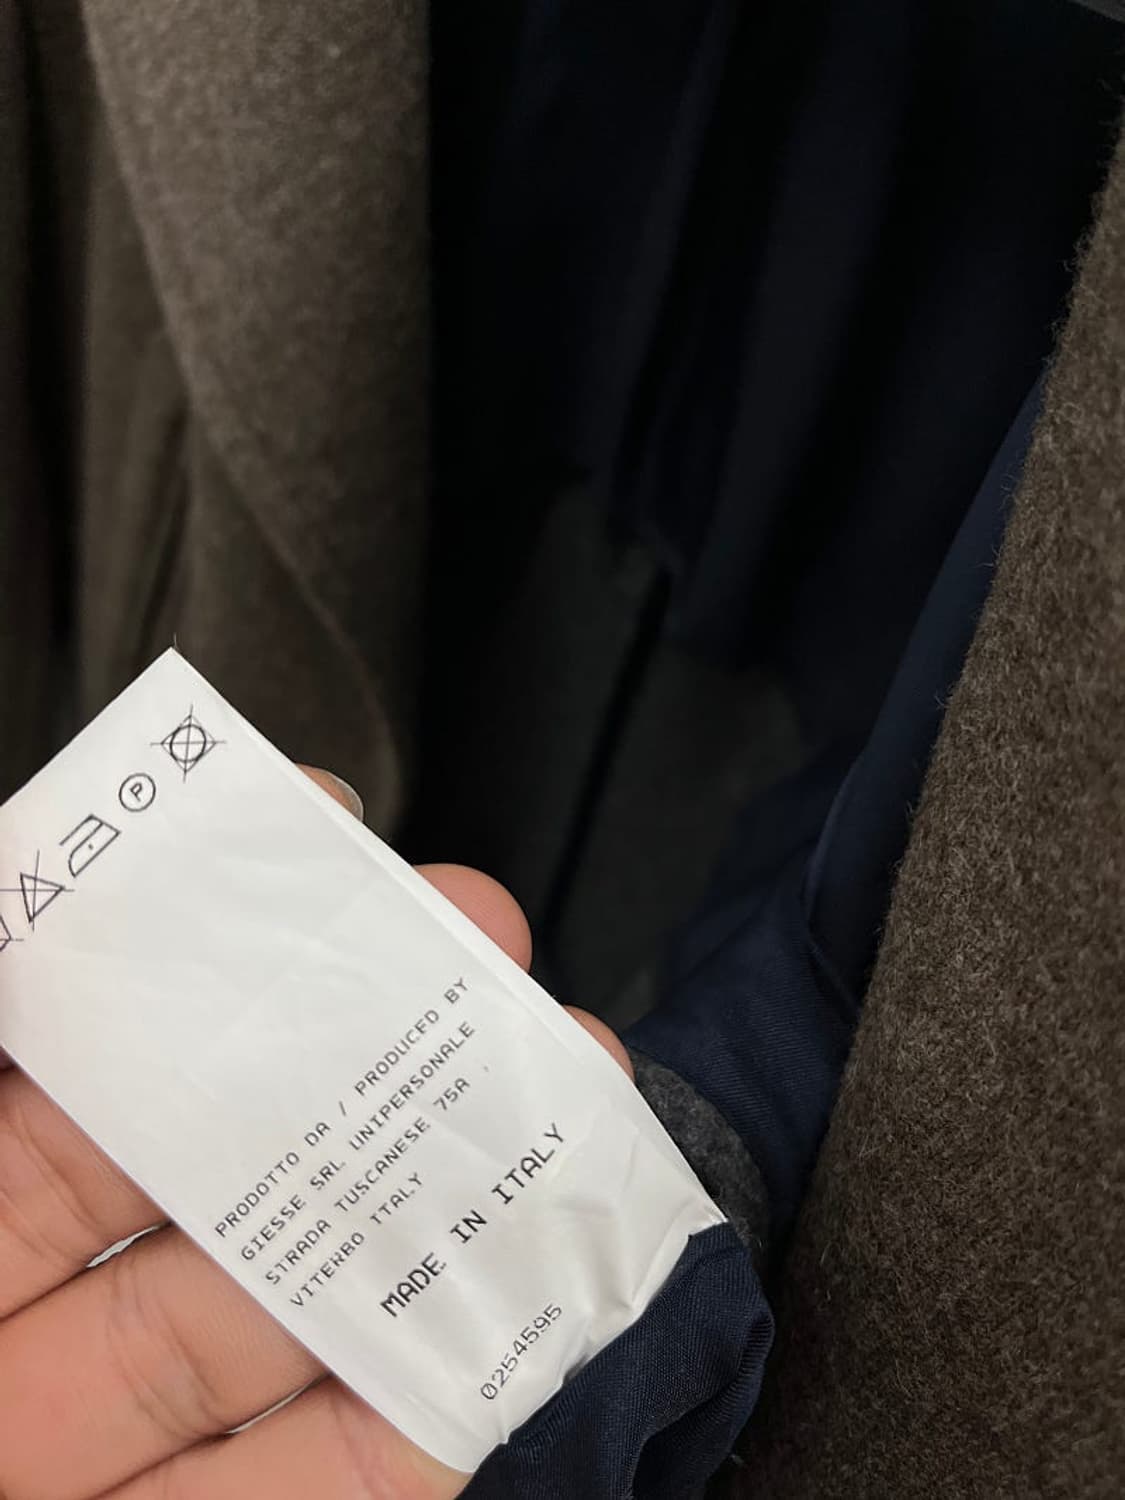 P
PRODOTTO DA / PRODUCED BY
GIESSE SRL UNIPERSONALE
STRADA TUSCANESE 75A
VITERBO ITALY
MADE IN ITALY
0254595